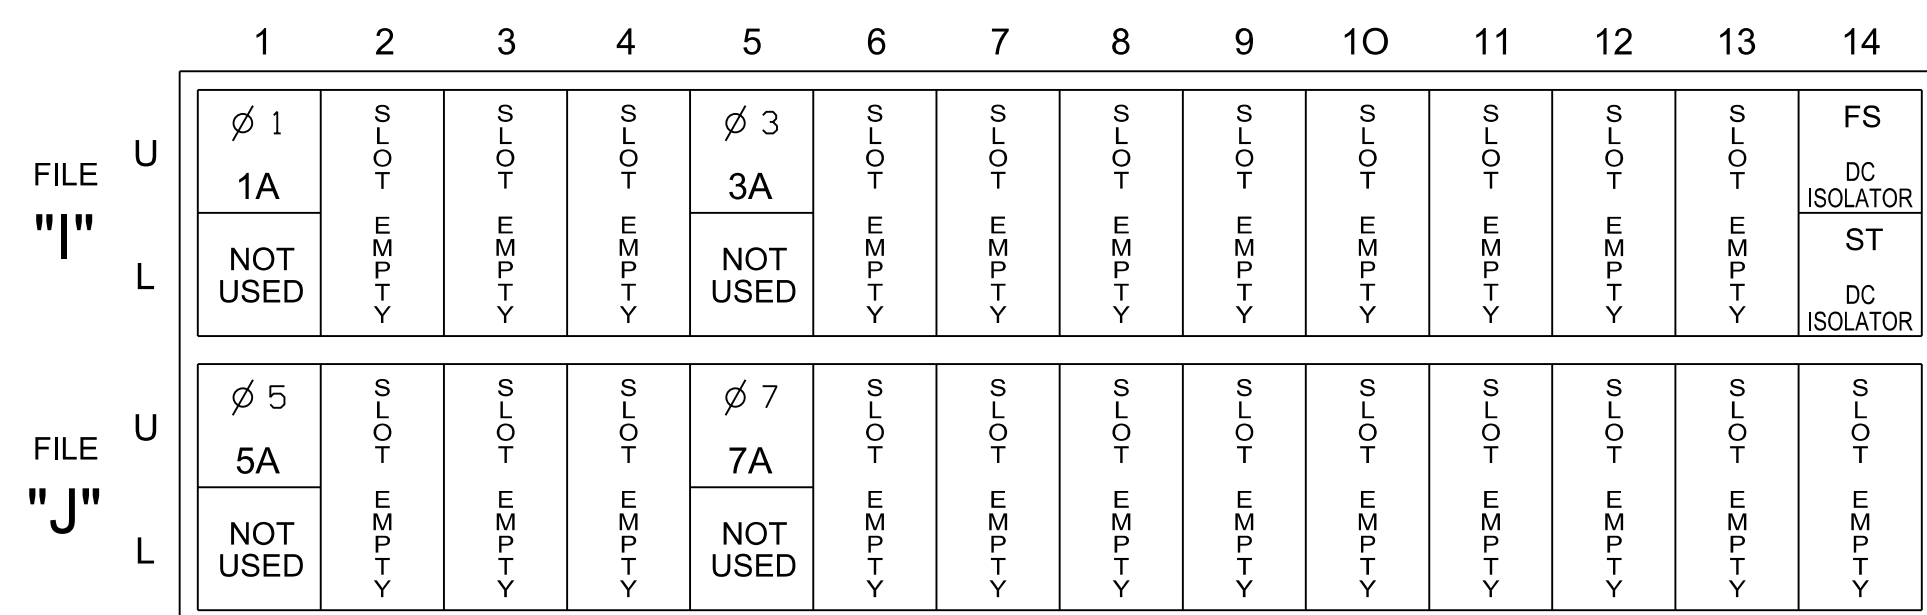 1 2 3 4 5 6 7 8 9 10 11 12 13 14
FILE "I"
U
L
Ø 1
1A
NOT USED
SLOT EMPTY
SLOT EMPTY
SLOT EMPTY
Ø 3
3A
NOT USED
SLOT EMPTY
SLOT EMPTY
SLOT EMPTY
SLOT EMPTY
SLOT EMPTY
SLOT EMPTY
SLOT EMPTY
SLOT EMPTY
FS
DC
ISOLATOR
ST
DC
ISOLATOR
FILE "J"
U
L
Ø 5
5A
NOT USED
SLOT EMPTY
SLOT EMPTY
SLOT EMPTY
Ø 7
7A
NOT USED
SLOT EMPTY
SLOT EMPTY
SLOT EMPTY
SLOT EMPTY
SLOT EMPTY
SLOT EMPTY
SLOT EMPTY
SLOT EMPTY
SLOT EMPTY